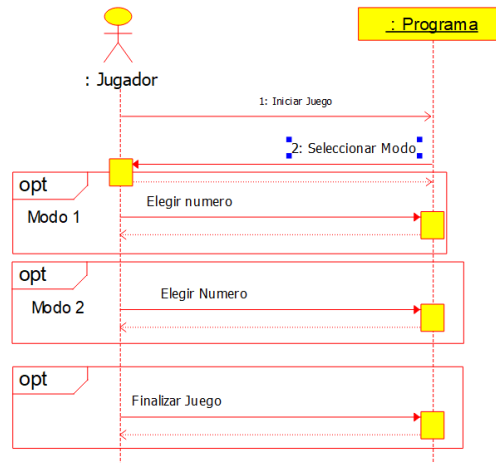 : Programa
: Jugador
1: Iniciar Juego
2: Seleccionar Modo
opt
Elegir numero
Modo 1
opt
Elegir Numero
Modo 2
opt
Finalizar Juego